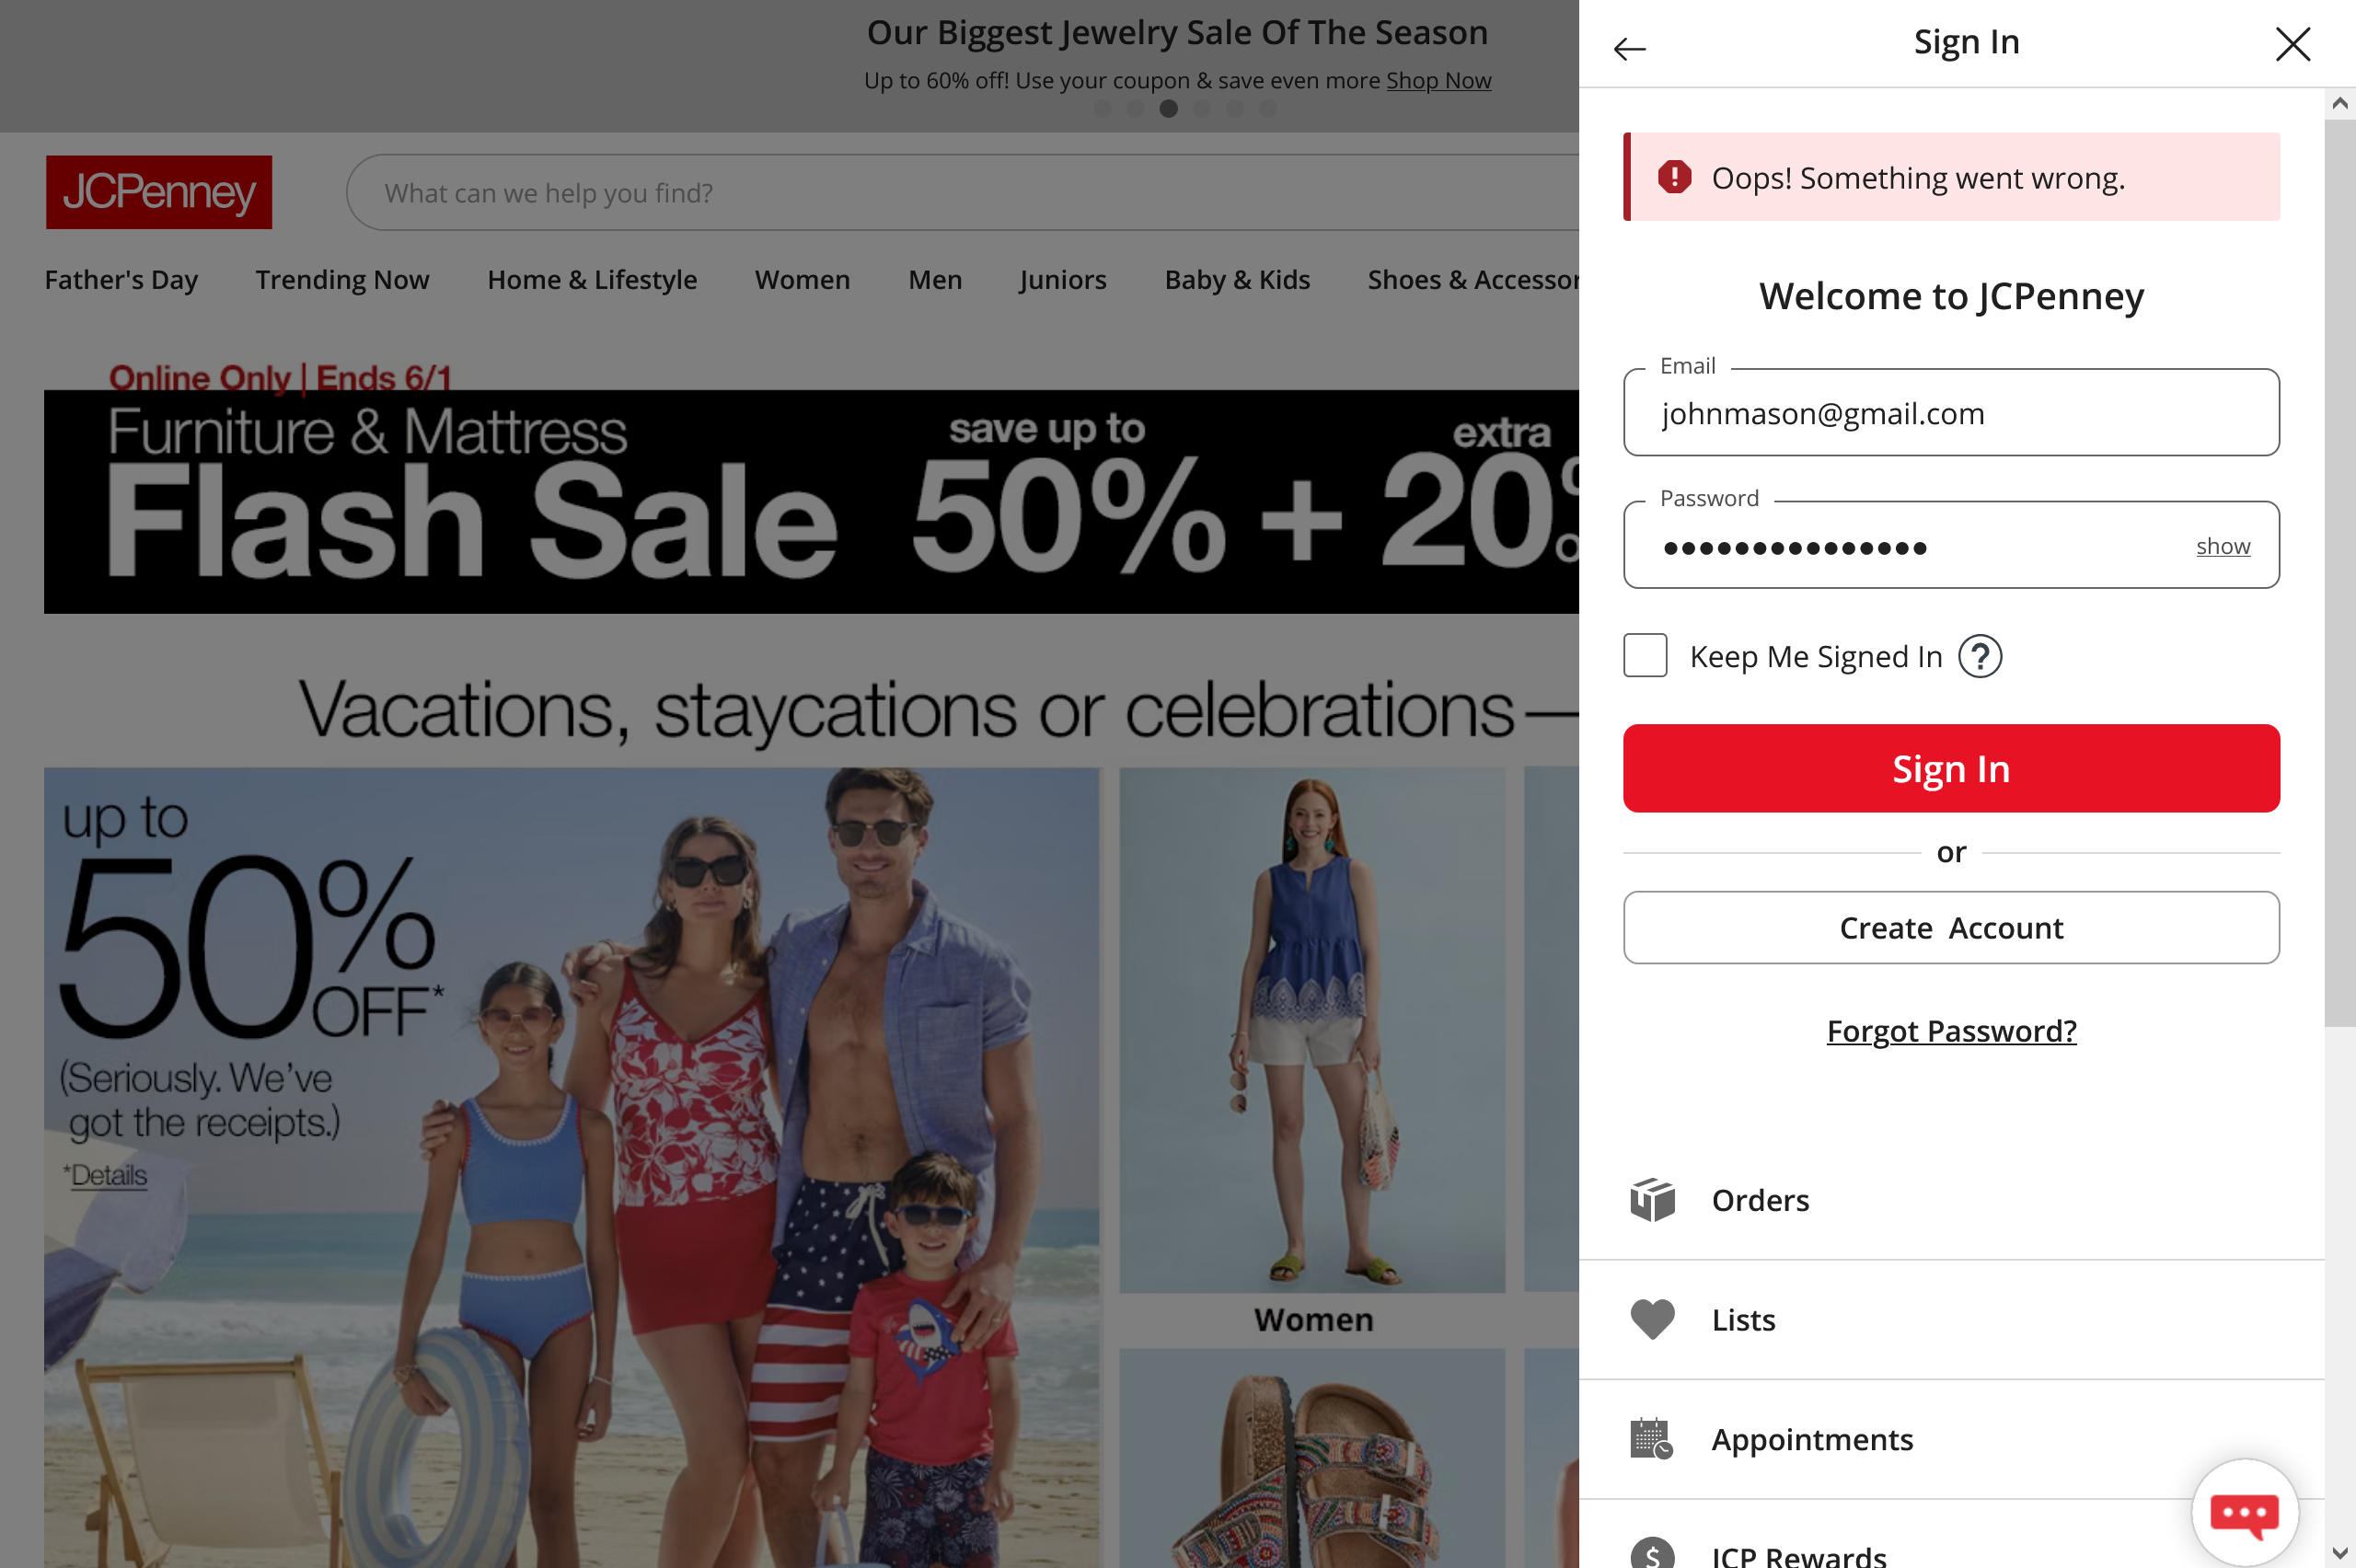 Our Biggest Jewelry Sale Of The Season
Up to 60% off! Use your coupon & save even more Shop Now
JCPenney
What can we help you find?
Father's Day Trending Now Home & Lifestyle Women Men Juniors Baby & Kids Shoes & Accessor
Online Only | Ends 6/1
Furniture & Mattress
Flash Sale
save up to
50% +
extra
20%
Vacations, staycations or celebrations—
up to
50%
OFF*
(Seriously. We've
got the receipts.)
*Details
Women
Sign In
Oops! Something went wrong.
Welcome to JCPenney
Email
johnmason@gmail.com
Password
●●●●●●●●●●●●●●●
show
Keep Me Signed In ?
Sign In
or
Create Account
Forgot Password?
Orders
Lists
Appointments
JCP Rewards